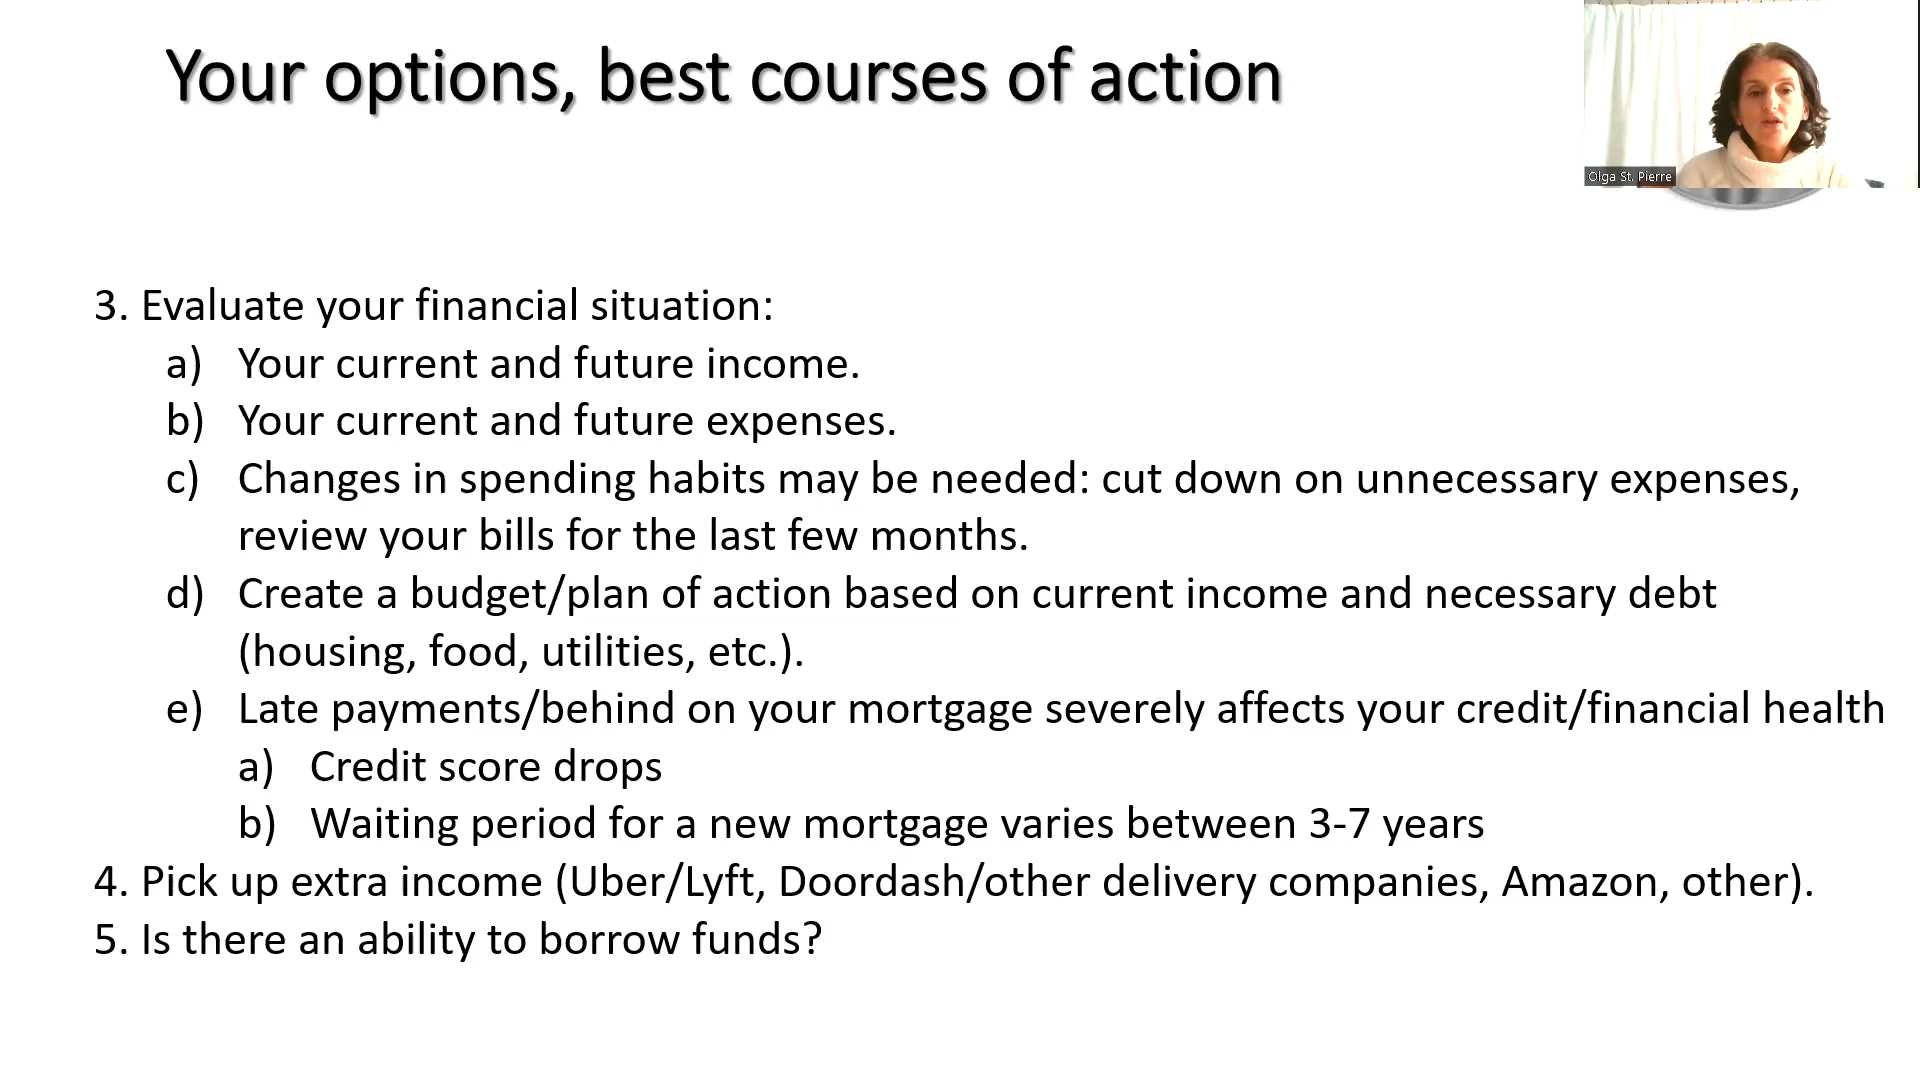 Your options, best courses of action
Olga St. Pierre
3. Evaluate your financial situation:
a) Your current and future income.
b) Your current and future expenses.
c) Changes in spending habits may be needed: cut down on unnecessary expenses,
review your bills for the last few months.
d) Create a budget/plan of action based on current income and necessary debt
(housing, food, utilities, etc.).
e) Late payments/behind on your mortgage severely affects your credit/financial health
a) Credit score drops
b) Waiting period for a new mortgage varies between 3-7 years
4. Pick up extra income (Uber/Lyft, Doordash/other delivery companies, Amazon, other).
5. Is there an ability to borrow funds?